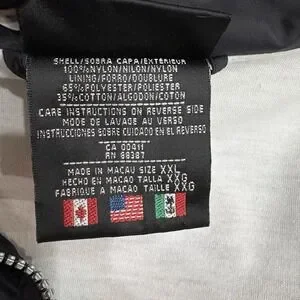 SHELL/SOBRA CAPA/EXTERIEUR
100%NYLON/NILON/NYLON
LINING/FORRO/DOUBLURE
65%POLYESTER/POLIESTER
35%COTTON/ALGODON/COTON
CARE INSTRUCTIONS ON REVERSE SIDE
MODE DE LAVAGE AU VERSO
INSTRUCCIONES SOBRE CUIDADO EN EL REVERSO
CA 00411
RN 88387
MADE IN MACAU SIZE XXL
HECHO EN MACAO TALLA XXG
FABRIQUE A MACAO TAILLE XXG